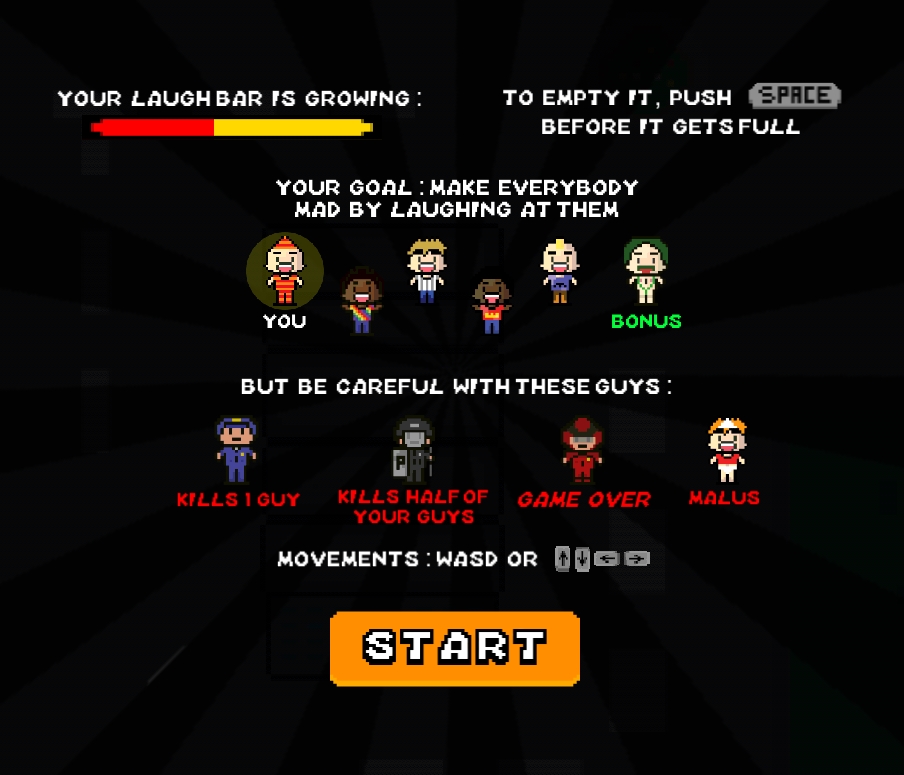 YOUR LAUGH BAR IS GROWING :
TO EMPTY IT, PUSH SPACE
BEFORE IT GETS FULL
YOUR GOAL : MAKE EVERYBODY
MAD BY LAUGHING AT THEM
YOU
BONUS
BUT BE CAREFUL WITH THESE GUYS :
KILLS 1 GUY
KILLS HALF OF
YOUR GUYS
GAME OVER
MALUS
P
MOVEMENTS : WASD OR ↑ ↓ ← →
START